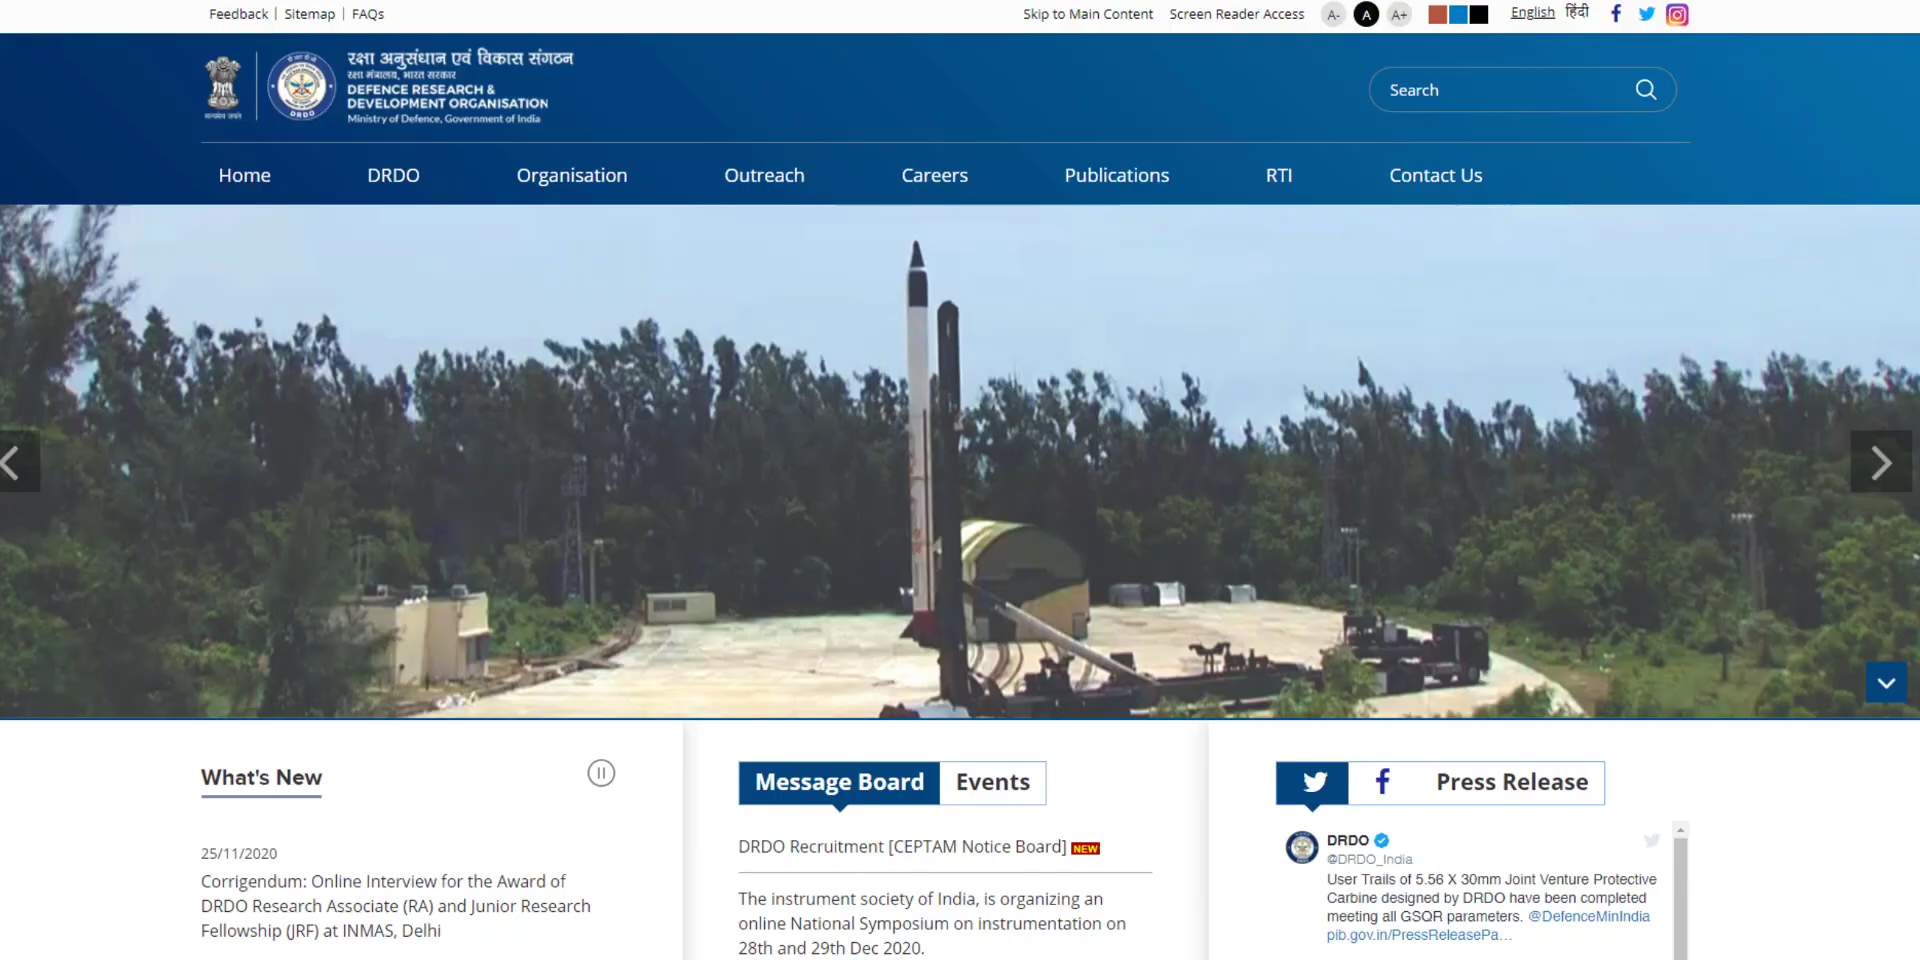 Feedback | Sitemap | FAQs
Skip to Main Content Screen Reader Access A- A A+ English हिंदी
रक्षा अनुसंधान एवं विकास संगठन
रक्षा मंत्रालय, भारत सरकार
DEFENCE RESEARCH &
DEVELOPMENT ORGANISATION
Ministry of Defence, Government of India
सत्यमेव जयते
DRDO
Search
Home DRDO Organisation Outreach Careers Publications RTI Contact Us
What's New
25/11/2020
Corrigendum: Online Interview for the Award of
DRDO Research Associate (RA) and Junior Research
Fellowship (JRF) at INMAS, Delhi
Message Board Events
DRDO Recruitment [CEPTAM Notice Board] NEW
The instrument society of India, is organizing an
online National Symposium on instrumentation on
28th and 29th Dec 2020.
Press Release
DRDO
@DRDO_India
User Trails of 5.56 X 30mm Joint Venture Protective
Carbine designed by DRDO have been completed
meeting all GSQR parameters. @DefenceMinIndia
pib.gov.in/PressReleasePa…